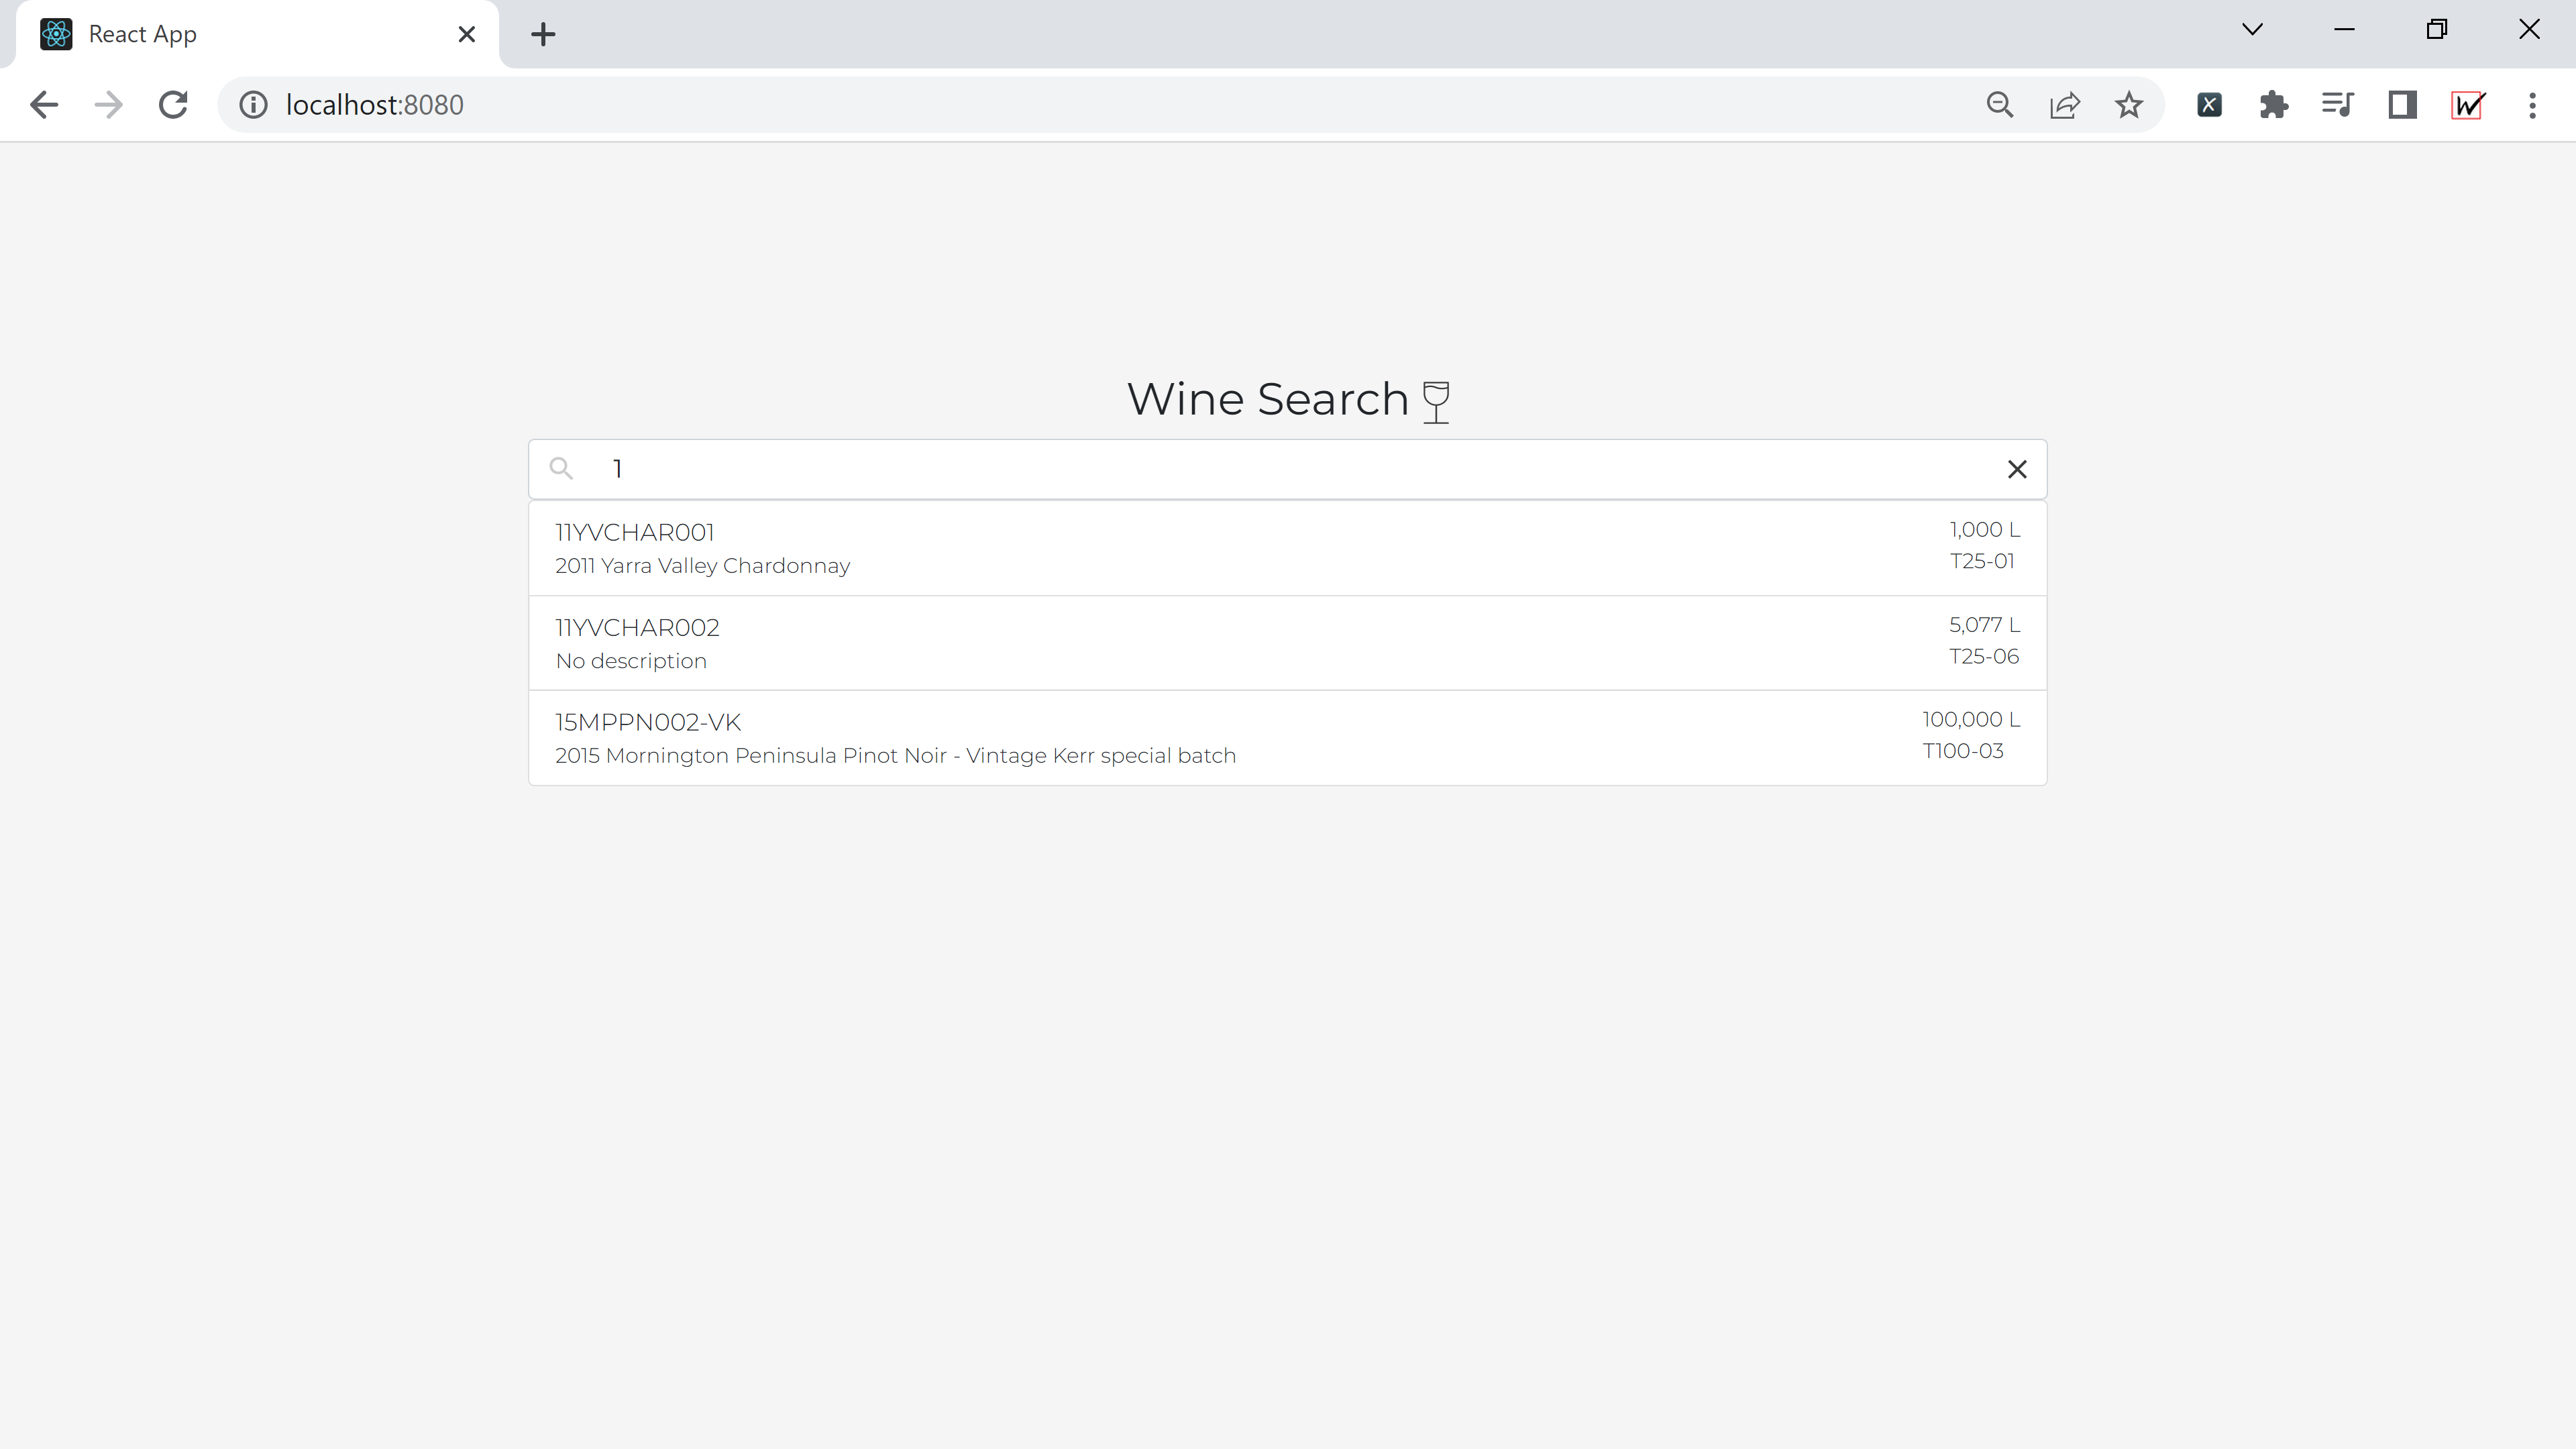 React App
localhost:8080
Wine Search
1
11YVCHAR001
2011 Yarra Valley Chardonnay
1,000 L
T25-01
11YVCHAR002
No description
5,077 L
T25-06
15MPPN002-VK
2015 Mornington Peninsula Pinot Noir - Vintage Kerr special batch
100,000 L
T100-03